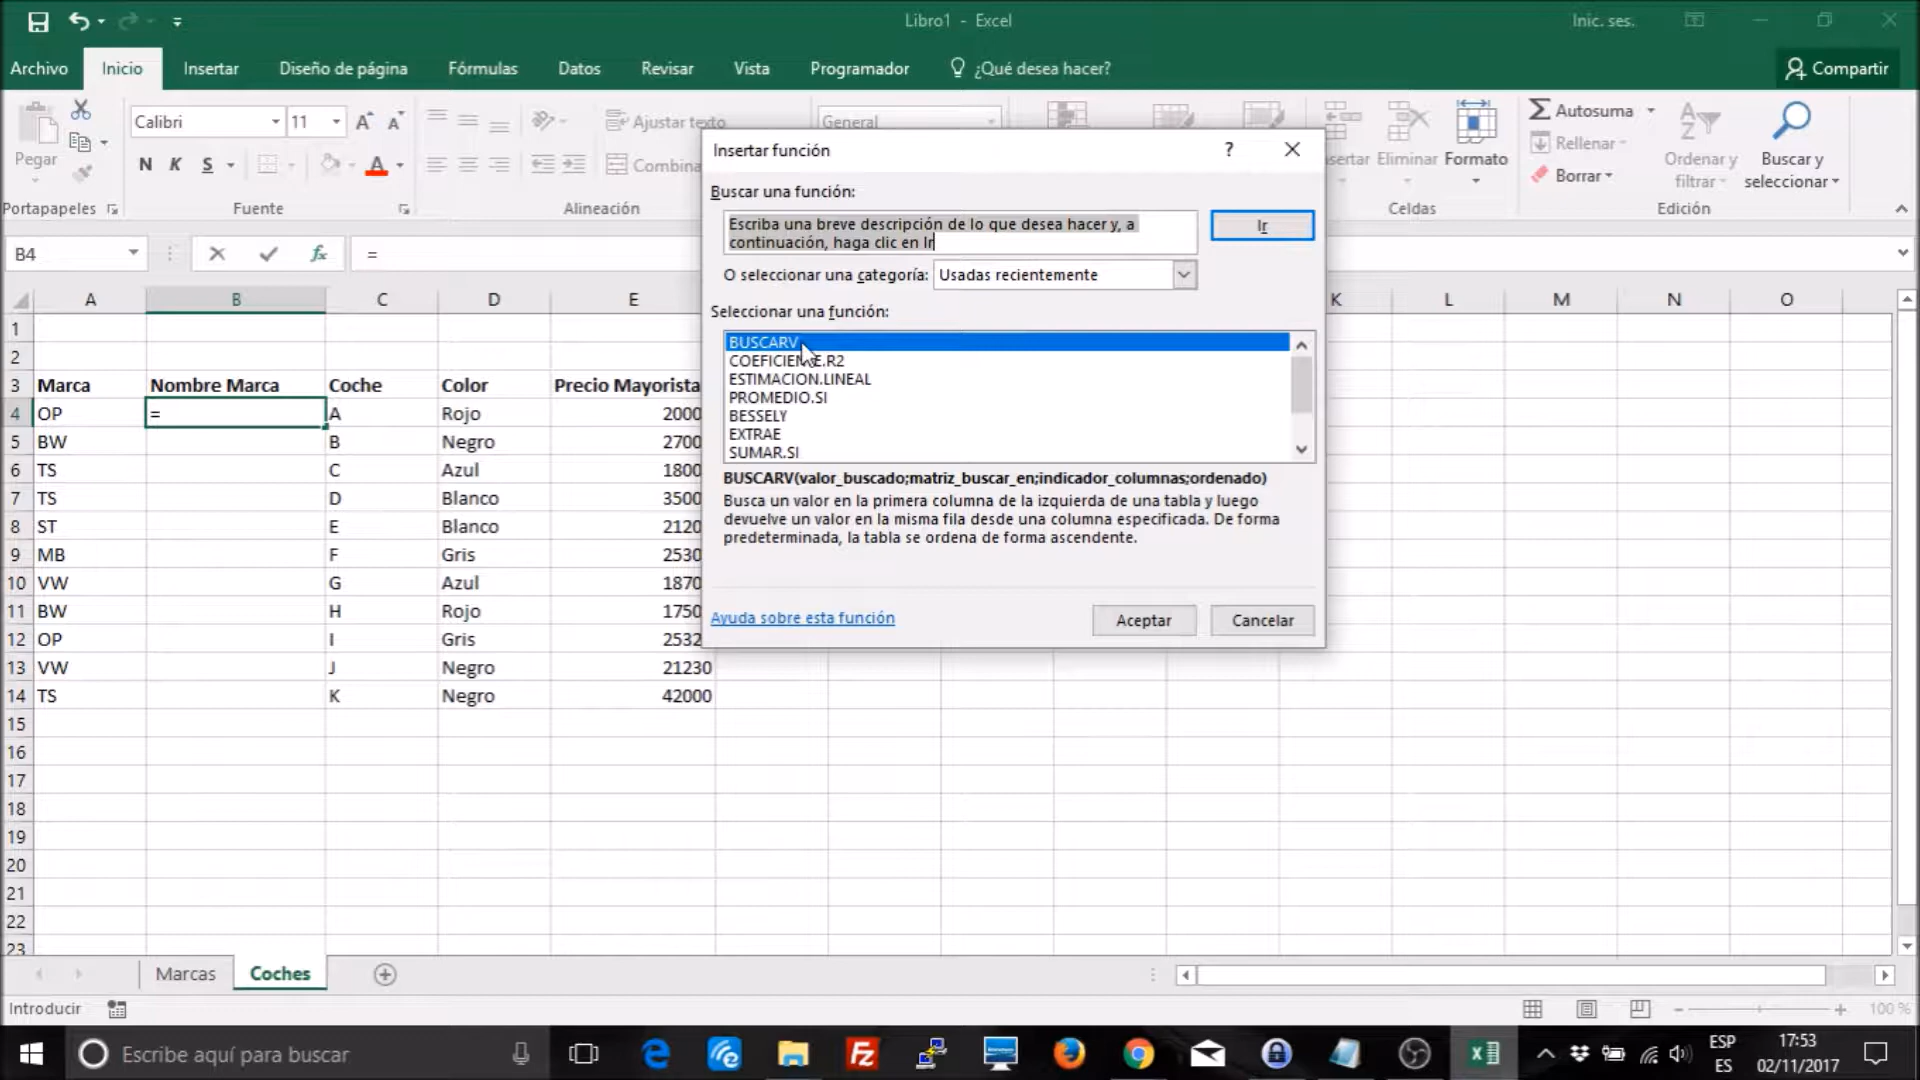 Libro1 - Excel
Inic. ses.
Archivo Inicio Insertar Diseño de página Fórmulas Datos Revisar Vista Programador ¿Qué desea hacer? Compartir
Pegar
Calibri 11
N K S
Ajustar texto
General
Portapapeles Fuente Alineación
Eliminar Formato
Celdas
Autosuma
Rellenar
Borrar
Ordenar y
filtrar
Buscar y
seleccionar
Edición
B4 fx =
Insertar función ?
Buscar una función:
Escriba una breve descripción de lo que desea hacer y, a
continuación, haga clic en Ir
Ir
O seleccionar una categoría: Usadas recientemente
Seleccionar una función:
BUSCARV
COEFICIENTE.R2
ESTIMACION.LINEAL
PROMEDIO.SI
BESSELY
EXTRAE
SUMAR.SI
BUSCARV(valor_buscado;matriz_buscar_en;indicador_columnas;ordenado)
Busca un valor en la primera columna de la izquierda de una tabla y luego
devuelve un valor en la misma fila desde una columna especificada. De forma
predeterminada, la tabla se ordena de forma ascendente.
Ayuda sobre esta función
Aceptar Cancelar
A B C D E K L M N O
1
2
3 Marca Nombre Marca Coche Color Precio Mayorista
4 OP = A Rojo 2000
5 BW B Negro 2700
6 TS C Azul 1800
7 TS D Blanco 3500
8 ST E Blanco 2120
9 MB F Gris 2530
10 VW G Azul 1870
11 BW H Rojo 1750
12 OP I Gris 2532
13 VW J Negro 21230
14 TS K Negro 42000
15
16
17
18
19
20
21
22
23
Marcas Coches
Introducir
100 %
Escribe aquí para buscar
ESP
ES
17:53
02/11/2017